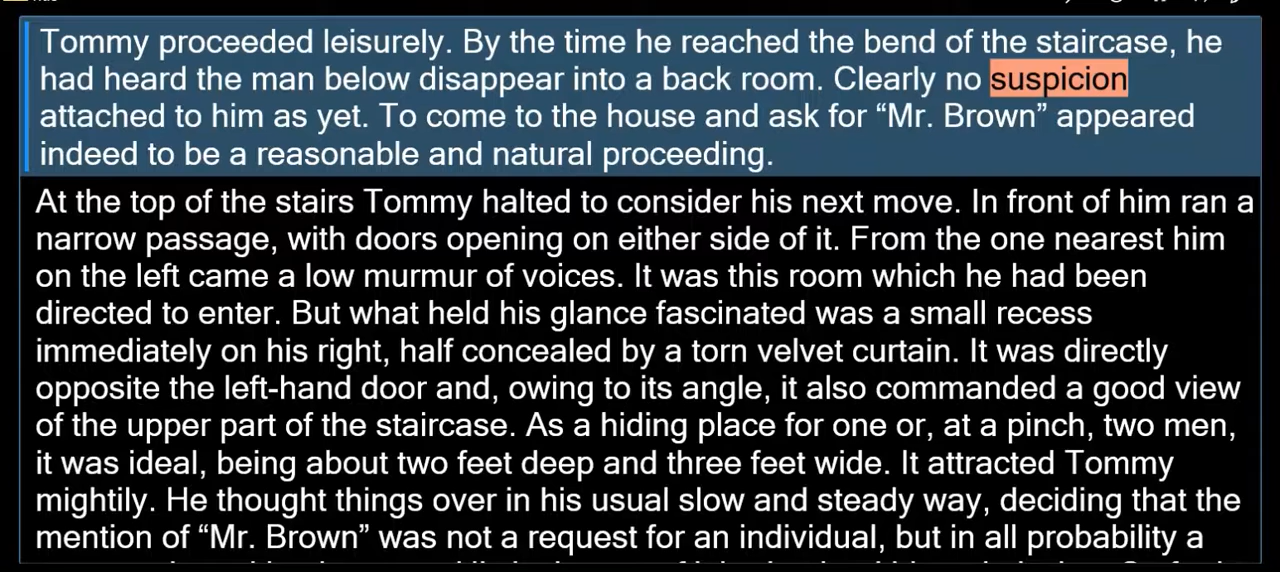 Tommy proceeded leisurely. By the time he reached the bend of the staircase, he
had heard the man below disappear into a back room. Clearly no suspicion
attached to him as yet. To come to the house and ask for “Mr. Brown” appeared
indeed to be a reasonable and natural proceeding.
At the top of the stairs Tommy halted to consider his next move. In front of him ran a
narrow passage, with doors opening on either side of it. From the one nearest him
on the left came a low murmur of voices. It was this room which he had been
directed to enter. But what held his glance fascinated was a small recess
immediately on his right, half concealed by a torn velvet curtain. It was directly
opposite the left-hand door and, owing to its angle, it also commanded a good view
of the upper part of the staircase. As a hiding place for one or, at a pinch, two men,
it was ideal, being about two feet deep and three feet wide. It attracted Tommy
mightily. He thought things over in his usual slow and steady way, deciding that the
mention of “Mr. Brown” was not a request for an individual, but in all probability a